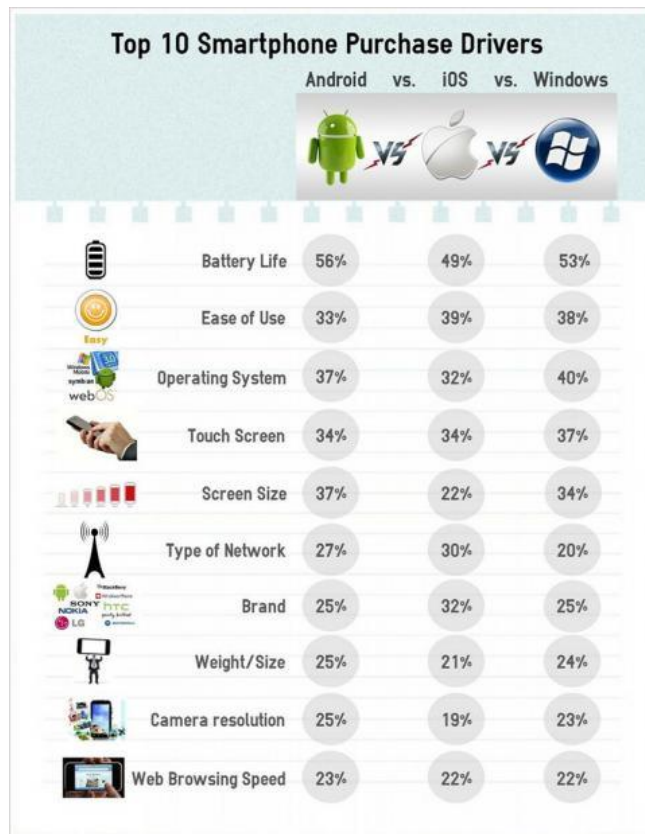 Top 10 Smartphone Purchase Drivers
Android vs. iOS vs. Windows
VS VS
Battery Life 56% 49% 53%
Easy
Ease of Use 33% 39% 38%
webOS
Operating System 37% 32% 40%
Touch Screen 34% 34% 37%
Screen Size 37% 22% 34%
Type of Network 27% 30% 20%
SONY
NOKIA hTC
LG
Brand 25% 32% 25%
Weight/Size 25% 21% 24%
Camera resolution 25% 19% 23%
Web Browsing Speed 23% 22% 22%